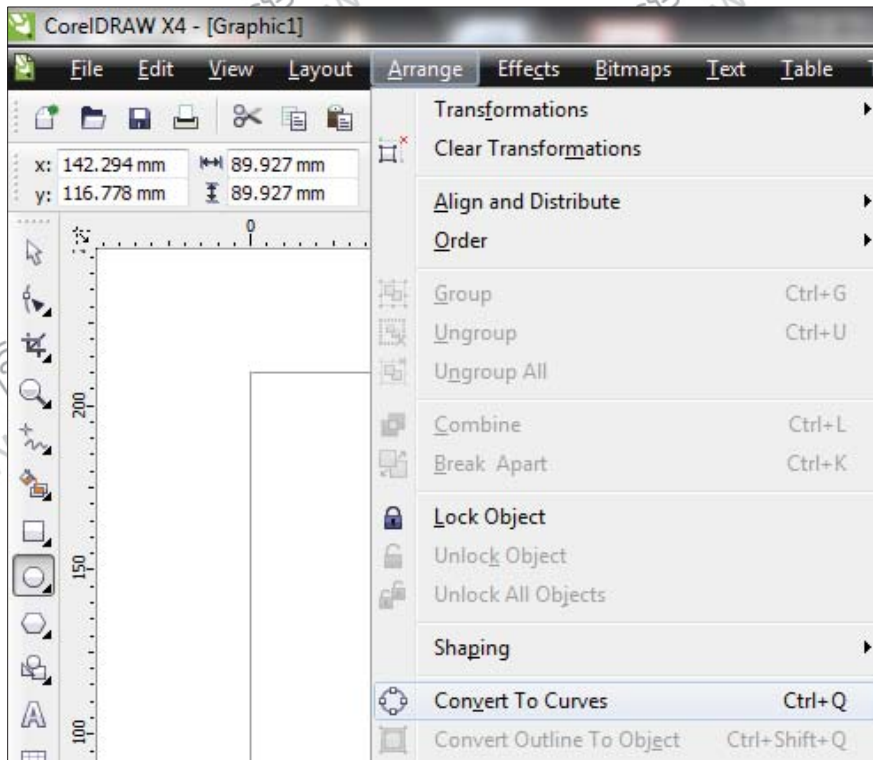 CorelDRAW X4 - [Graphic1]
File Edit View Layout Arrange Effects Bitmaps Text Table
x: 142.294 mm 89.927 mm
y: 116.778 mm 89.927 mm
0
200
150
100
Transformations
Clear Transformations
Align and Distribute
Order
Group Ctrl+G
Ungroup Ctrl+U
Ungroup All
Combine Ctrl+L
Break Apart Ctrl+K
Lock Object
Unlock Object
Unlock All Objects
Shaping
Convert To Curves Ctrl+Q
Convert Outline To Object Ctrl+Shift+Q